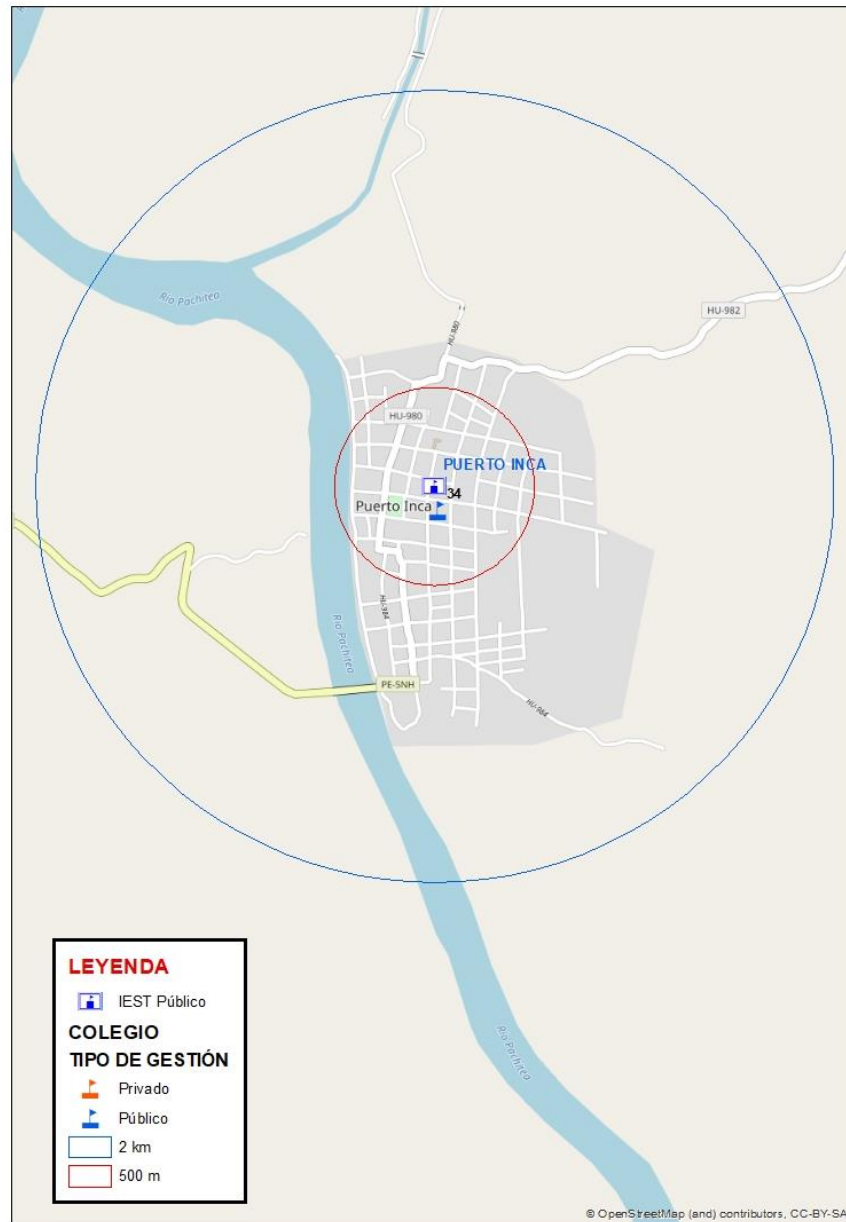 Río Pachitea
HU-982
HU-980
HU-980
PUERTO INCA
34
Puerto Inca
HU-984
Río Pachitea
PE-5NH
HU-984
LEYENDA
IEST Público
COLEGIO
TIPO DE GESTIÓN
Privado
Público
2 km
500 m
Río Pachitea
© OpenStreetMap (and) contributors, CC-BY-SA